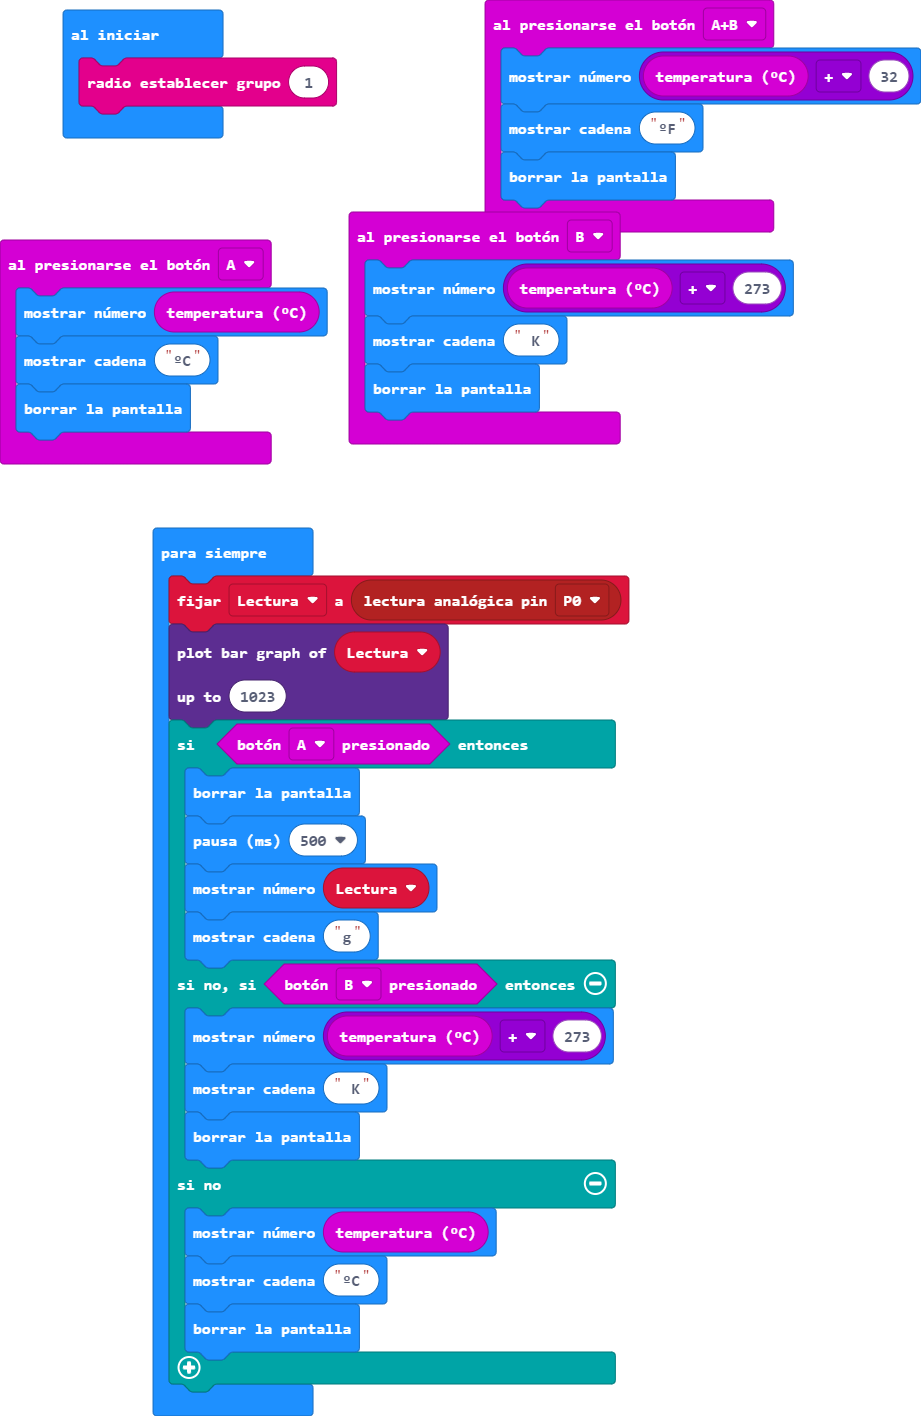 al iniciar
radio establecer grupo 1
al presionarse el botón A+B
mostrar número temperatura (ºC) + 32
mostrar cadena "ºF"
borrar la pantalla
al presionarse el botón A
mostrar número temperatura (ºC)
mostrar cadena "ºC"
borrar la pantalla
al presionarse el botón B
mostrar número temperatura (ºC) + 273
mostrar cadena " K"
borrar la pantalla
para siempre
fijar Lectura a lectura analógica pin P0
plot bar graph of Lectura
up to 1023
si botón A presionado entonces
borrar la pantalla
pausa (ms) 500
mostrar número Lectura
mostrar cadena "g"
si no, si botón B presionado entonces
mostrar número temperatura (ºC) + 273
mostrar cadena " K"
borrar la pantalla
si no
mostrar número temperatura (ºC)
mostrar cadena "ºC"
borrar la pantalla